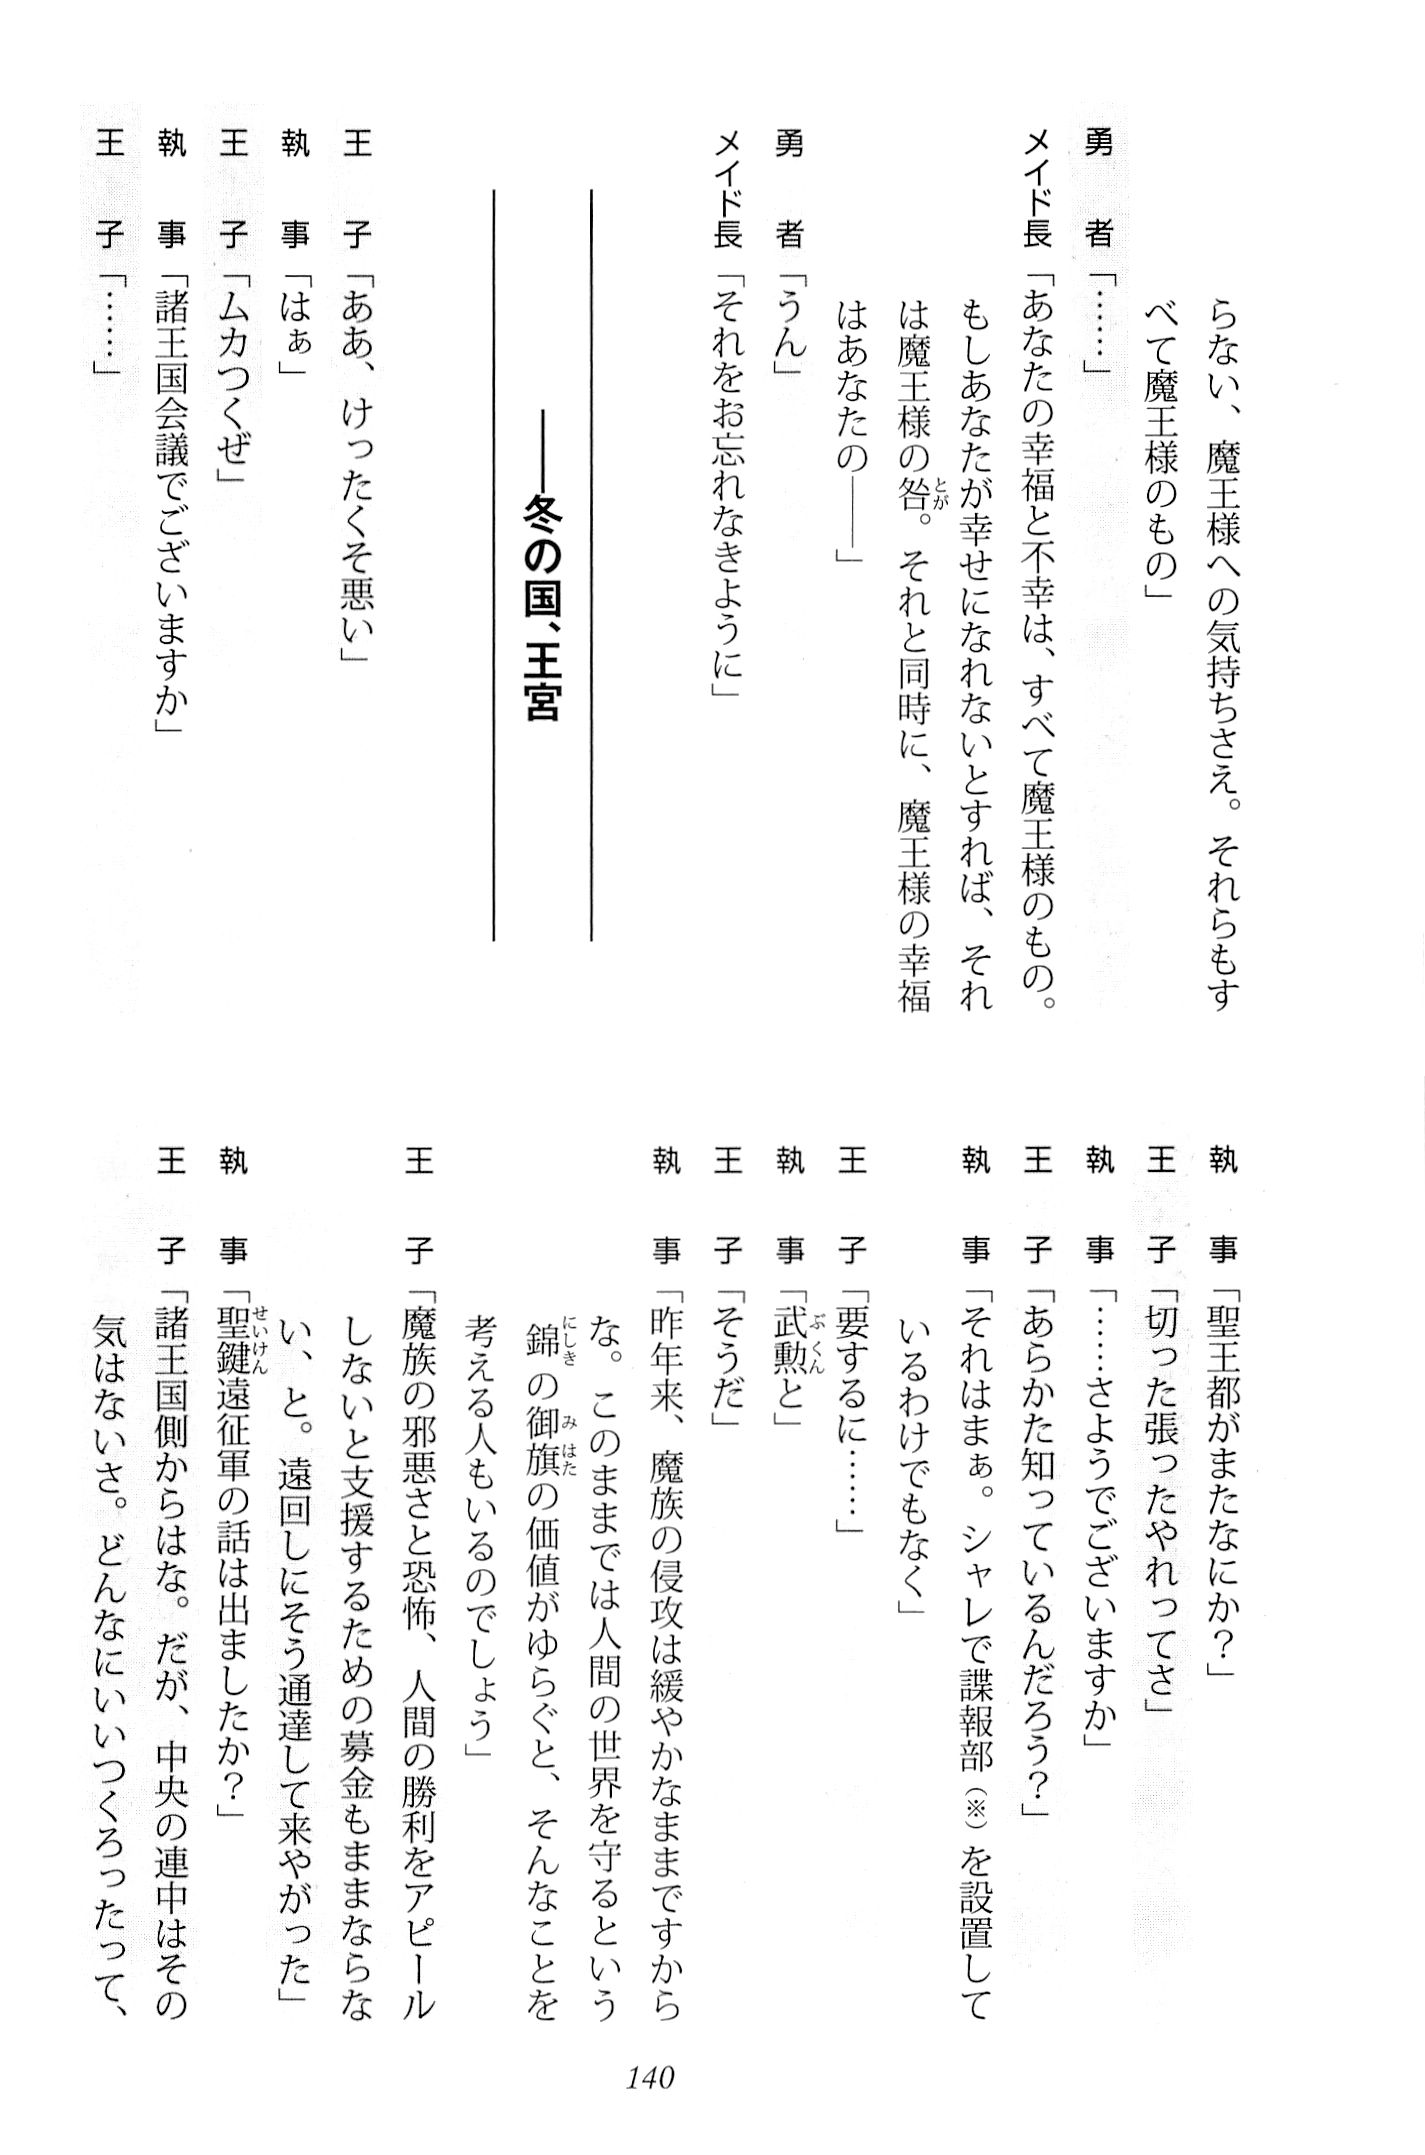 らない、魔王様への気持ちさえ。それらもす
べて魔王様のもの」
勇者「……」
メイド長「あなたの幸福と不幸は、すべて魔王様のもの。
もしあなたが幸せになれないとすれば、それ
は魔王様の咎。それと同時に、魔王様の幸福
はあなたの――」
勇者「うん」
メイド長「それをお忘れなきように」
――冬の国、王宮
王子「ああ、けったくそ悪い」
執事「はぁ」
王子「ムカつくぜ」
執事「諸王国会議でございますか」
王子「……」
執事「聖王都がまたなにか？」
王子「切った張ったやれってさ」
執事「……さようでございますか」
王子「あらかた知っているんだろう？」
執事「それはまぁ。シャレで諜報部（※）を設置して
いるわけでもなく」
王子「要するに……」
執事「武勲と」
王子「そうだ」
執事「昨年来、魔族の侵攻は緩やかなままですから
な。このままでは人間の世界を守るという
錦の御旗の価値がゆらぐと、そんなことを
考える人もいるのでしょう」
王子「魔族の邪悪さと恐怖、人間の勝利をアピール
しないと支援するための募金もままならな
い、と。遠回しにそう通達して来やがった」
執事「聖鍵遠征軍の話は出ましたか？」
王子「諸王国側からはな。だが、中央の連中はその
気はないさ。どんなにいいつくろったって、
140